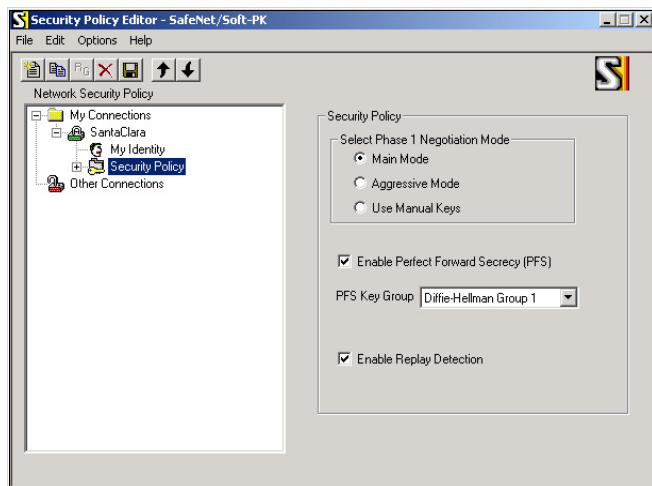 Security Policy Editor - SafeNet/Soft-PK
File Edit Options Help
RG
Network Security Policy
My Connections
SantaClara
My Identity
Security Policy
Other Connections
Security Policy
Select Phase 1 Negotiation Mode
Main Mode
Aggressive Mode
Use Manual Keys
Enable Perfect Forward Secrecy (PFS)
PFS Key Group Diffie-Hellman Group 1
Enable Replay Detection